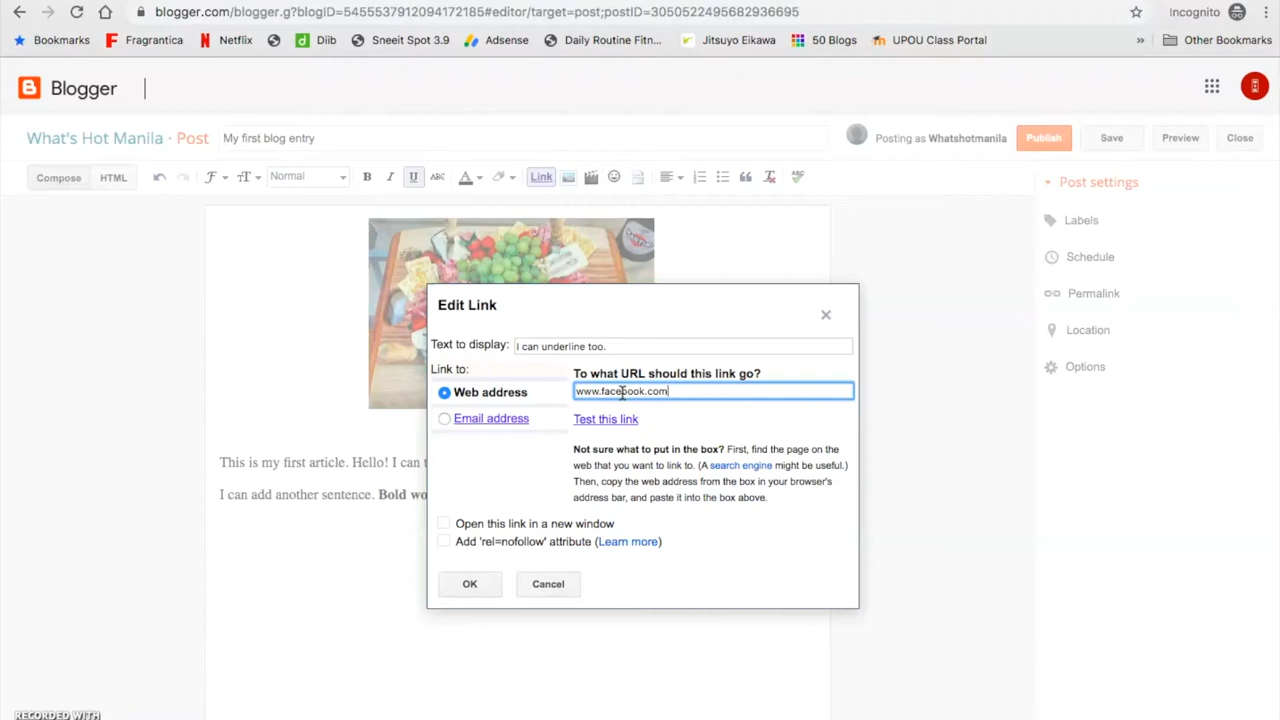 blogger.com/blogger.g?blogID=5455537912094172185#editor/target=post;postID=3050522495682936695
Incognito
Bookmarks Fragrantica Netflix Diib Sneeit Spot 3.9 Adsense Daily Routine Fitn... Jitsuyo Eikawa 50 Blogs UPOU Class Portal » Other Bookmarks
Blogger
What's Hot Manila · Post My first blog entry Posting as Whatshotmanila Publish Save Preview Close
Compose HTML Normal B I U ABC A Link
Post settings
Labels
Schedule
Permalink
Location
Options
Edit Link
Text to display: I can underline too.
Link to:
Web address
Email address
To what URL should this link go?
www.facebook.com
Test this link
Not sure what to put in the box? First, find the page on the
web that you want to link to. (A search engine might be useful.)
Then, copy the web address from the box in your browser's
address bar, and paste it into the box above.
This is my first article. Hello! I can t
I can add another sentence. Bold wo
Open this link in a new window
Add 'rel=nofollow' attribute (Learn more)
OK Cancel
RECORDED WITH